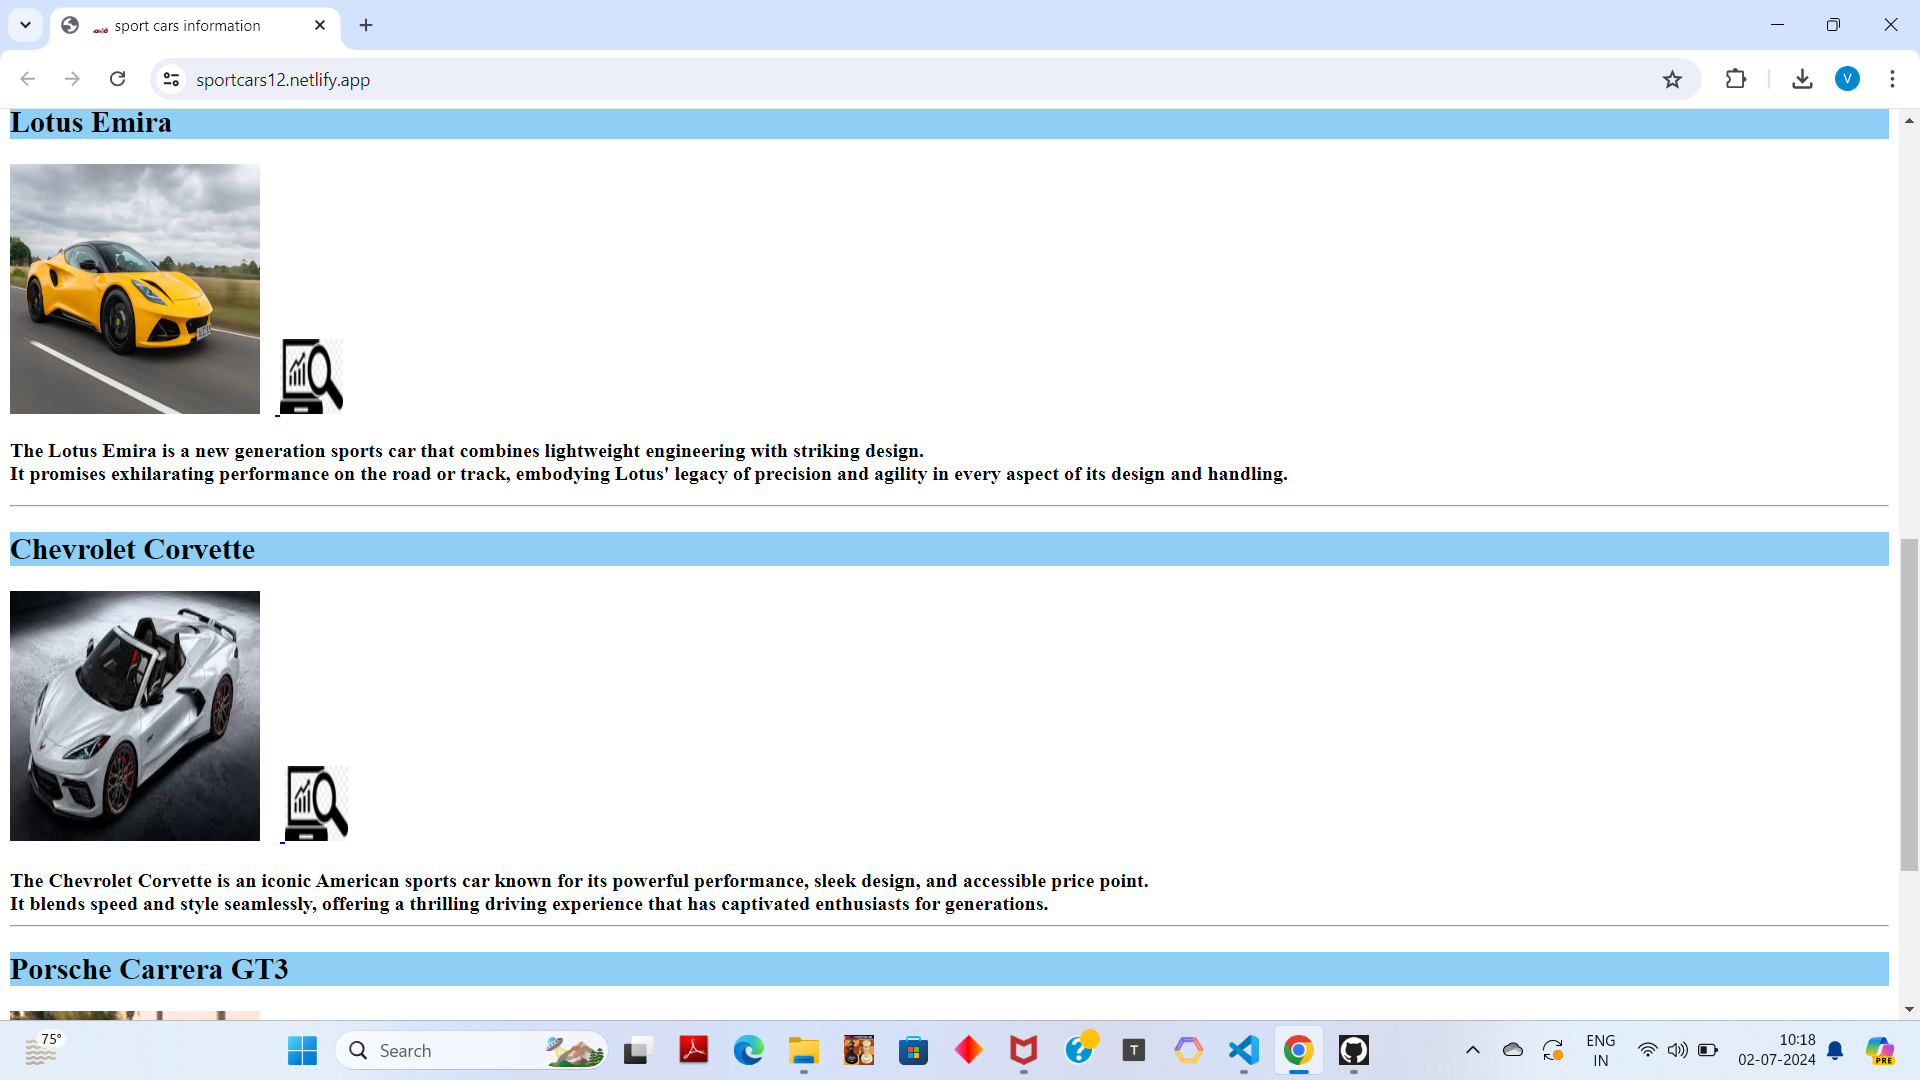 sport cars information
sportcars12.netlify.app
V
Lotus Emira
The Lotus Emira is a new generation sports car that combines lightweight engineering with striking design.
It promises exhilarating performance on the road or track, embodying Lotus' legacy of precision and agility in every aspect of its design and handling.
Chevrolet Corvette
The Chevrolet Corvette is an iconic American sports car known for its powerful performance, sleek design, and accessible price point.
It blends speed and style seamlessly, offering a thrilling driving experience that has captivated enthusiasts for generations.
Porsche Carrera GT3
75°
Search
T
ENG
IN
10:18
02-07-2024
PRE